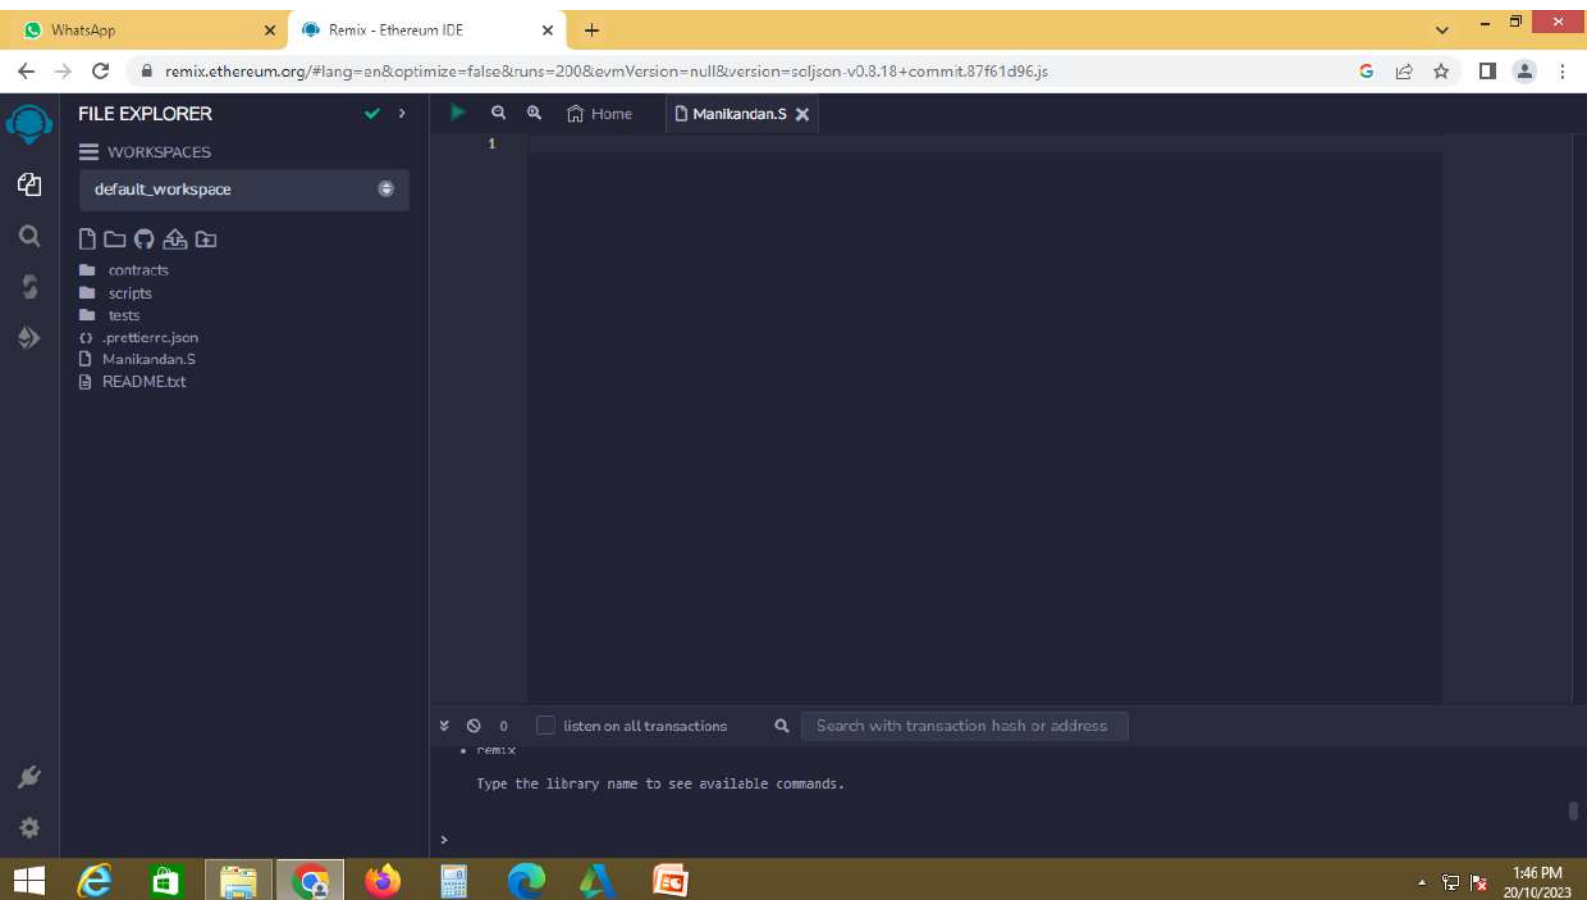 WhatsApp
Remix - Ethereum IDE
remix.ethereum.org/#lang=en&optimize=false&runs=200&evmVersion=null&version=soljson-v0.8.18+commit.87f61d96.js
FILE EXPLORER
Home
Manikandan.S
WORKSPACES
1
default_workspace
contracts
scripts
tests
.prettierrc.json
Manikandan.S
README.txt
0 listen on all transactions Search with transaction hash or address
remix
Type the library name to see available commands.
>
1:46 PM
20/10/2023